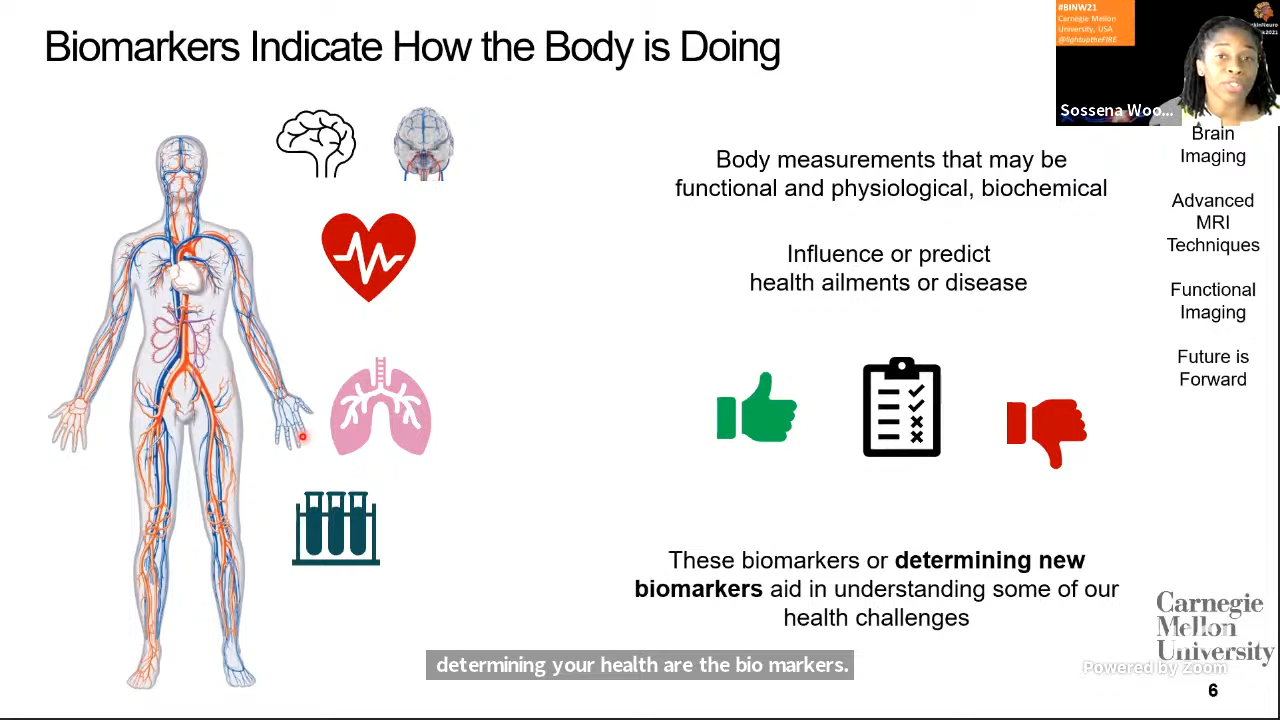 Biomarkers Indicate How the Body is Doing
#BINW21
Carnegie Mellon
University, USA
@lightuptheFIRE
Sossena Woo...
Body measurements that may be
functional and physiological, biochemical
Influence or predict
health ailments or disease
These biomarkers or determining new
biomarkers aid in understanding some of our
health challenges
Brain
Imaging
Advanced
MRI
Techniques
Functional
Imaging
Future is
Forward
Carnegie
Mellon
University
Powered by Zoom
determining your health are the bio markers.
6